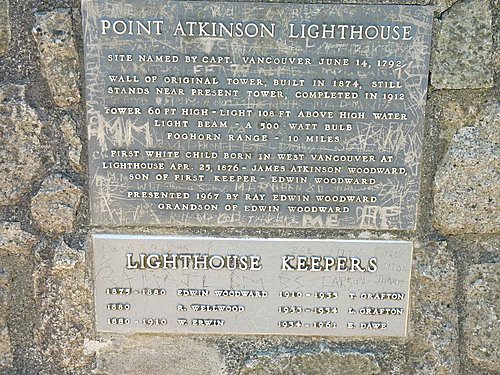 POINT ATKINSON LIGHTHOUSE
SITE NAMED BY CAPT. VANCOUVER JUNE 14, 1792
WALL OF ORIGINAL TOWER, BUILT IN 1874, STILL
STANDS NEAR PRESENT TOWER, COMPLETED IN 1912
TOWER 60 FT HIGH - LIGHT 108 FT ABOVE HIGH WATER
LIGHT BEAM - A 500 WATT BULB
FOGHORN RANGE - 10 MILES
FIRST WHITE CHILD BORN IN WEST VANCOUVER AT
LIGHTHOUSE APR. 25, 1876 - JAMES ATKINSON WOODWARD,
SON OF FIRST KEEPER - EDWIN WOODWARD
PRESENTED 1967 BY RAY EDWIN WOODWARD
GRANDSON OF EDWIN WOODWARD
ME
LIGHTHOUSE KEEPERS
1875-1880 EDWIN WOODWARD 1910-1933 T. GRAFTON
1880 R. WELLWOOD 1933-1934 L. GRAFTON
1880-1910 W. ERWIN 1934-1961 E. DAWE